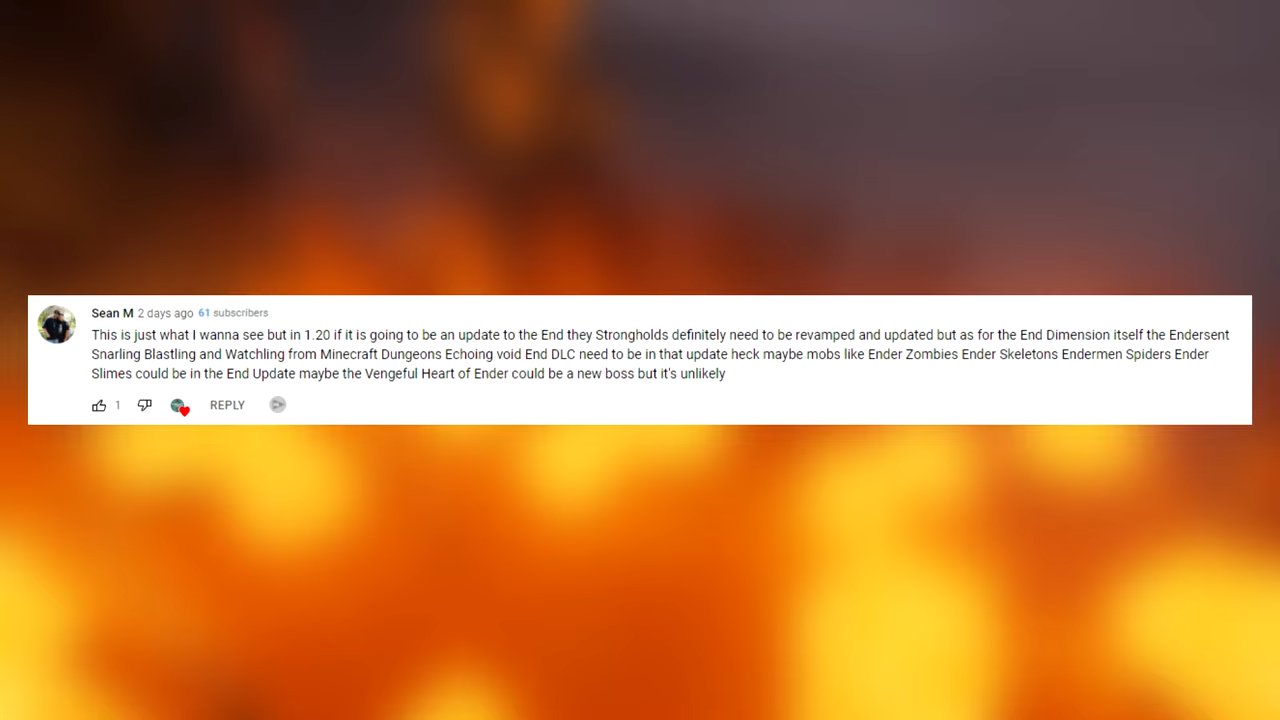 Sean M 2 days ago 61 subscribers
This is just what I wanna see but in 1.20 if it is going to be an update to the End they Strongholds definitely need to be revamped and updated but as for the End Dimension itself the Endersent
Snarling Blastling and Watchling from Minecraft Dungeons Echoing void End DLC need to be in that update heck maybe mobs like Ender Zombies Ender Skeletons Endermen Spiders Ender
Slimes could be in the End Update maybe the Vengeful Heart of Ender could be a new boss but it's unlikely
1 REPLY